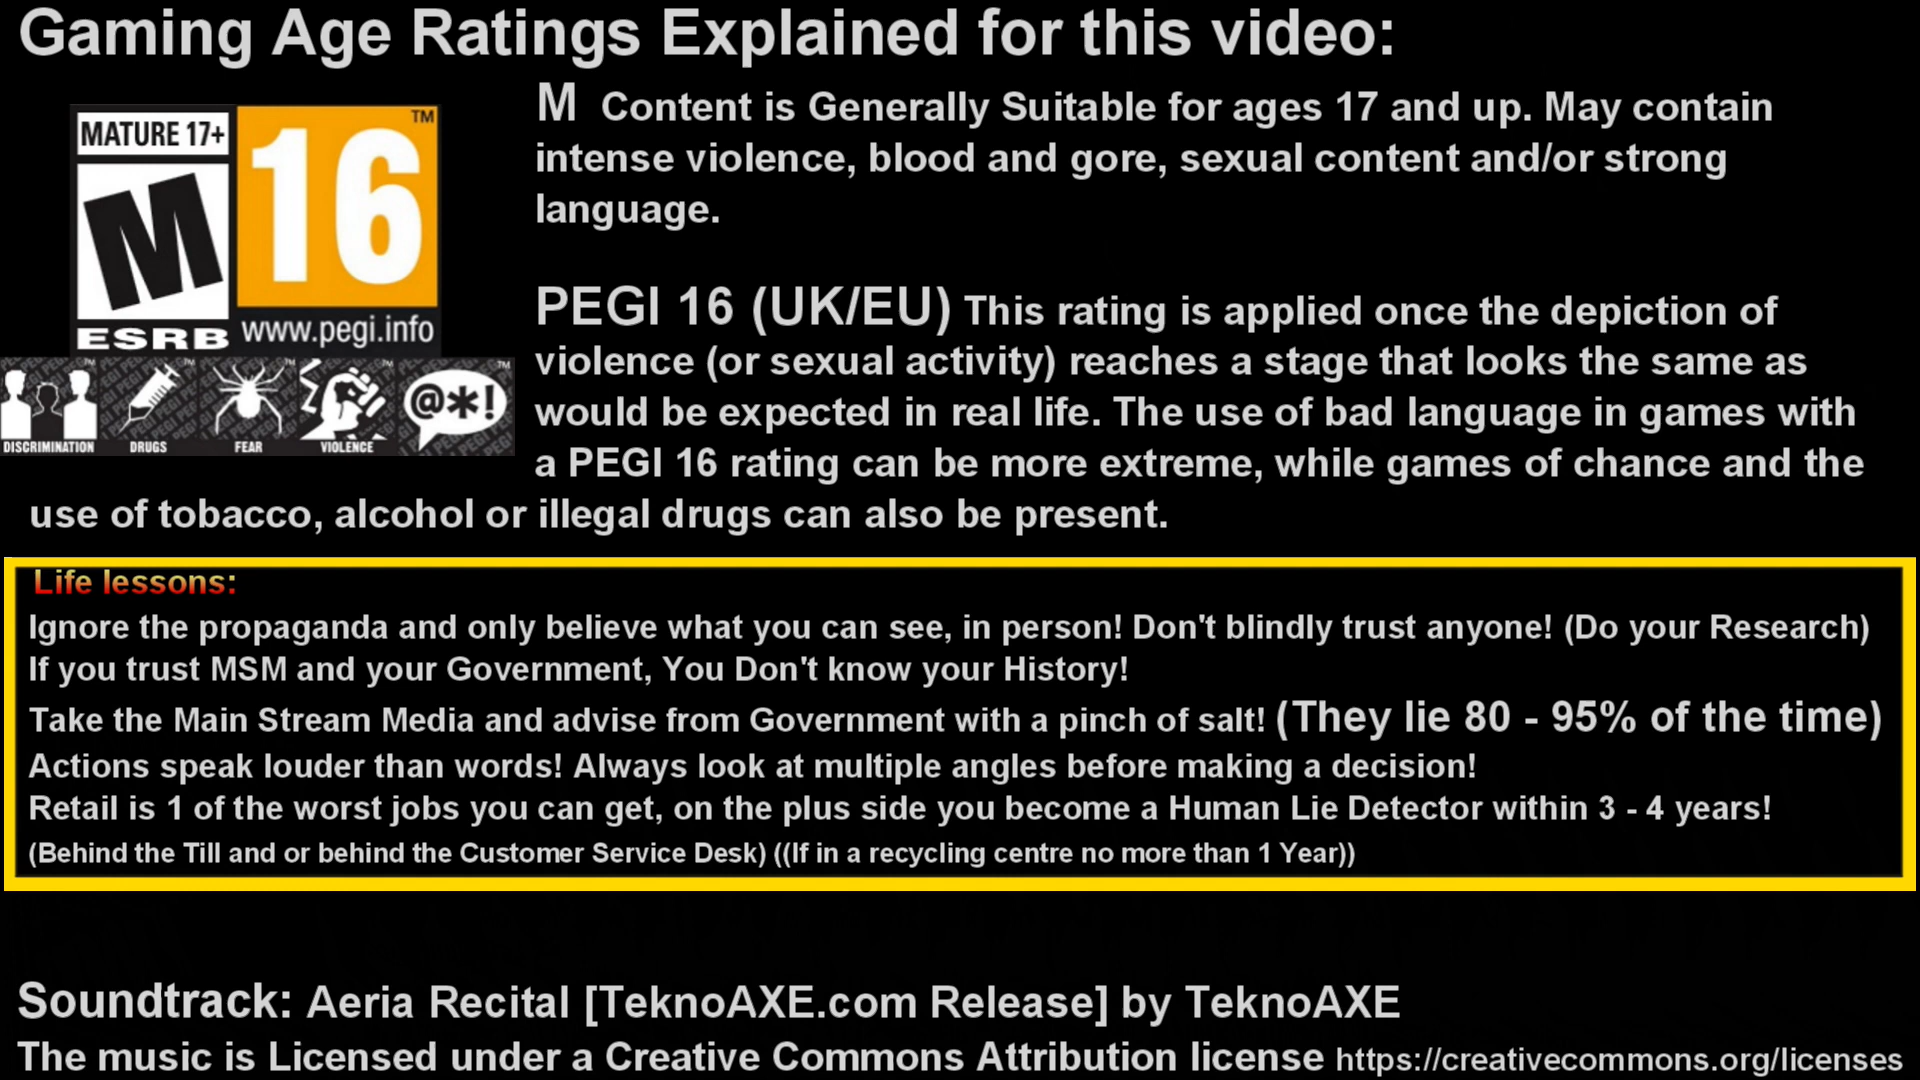 Gaming Age Ratings Explained for this video:
MATURE 17+
M
ESRB
16
TM
www.pegi.info
DISCRIMINATION
DRUGS
FEAR
VIOLENCE
@*!
M Content is Generally Suitable for ages 17 and up. May contain
intense violence, blood and gore, sexual content and/or strong
language.
PEGI 16 (UK/EU) This rating is applied once the depiction of
violence (or sexual activity) reaches a stage that looks the same as
would be expected in real life. The use of bad language in games with
a PEGI 16 rating can be more extreme, while games of chance and the
use of tobacco, alcohol or illegal drugs can also be present.
Life lessons:
Ignore the propaganda and only believe what you can see, in person! Don't blindly trust anyone! (Do your Research)
If you trust MSM and your Government, You Don't know your History!
Take the Main Stream Media and advise from Government with a pinch of salt! (They lie 80 - 95% of the time)
Actions speak louder than words! Always look at multiple angles before making a decision!
Retail is 1 of the worst jobs you can get, on the plus side you become a Human Lie Detector within 3 - 4 years!
(Behind the Till and or behind the Customer Service Desk) ((If in a recycling centre no more than 1 Year))
Soundtrack: Aeria Recital [TeknoAXE.com Release] by TeknoAXE
The music is Licensed under a Creative Commons Attribution license https://creativecommons.org/licenses